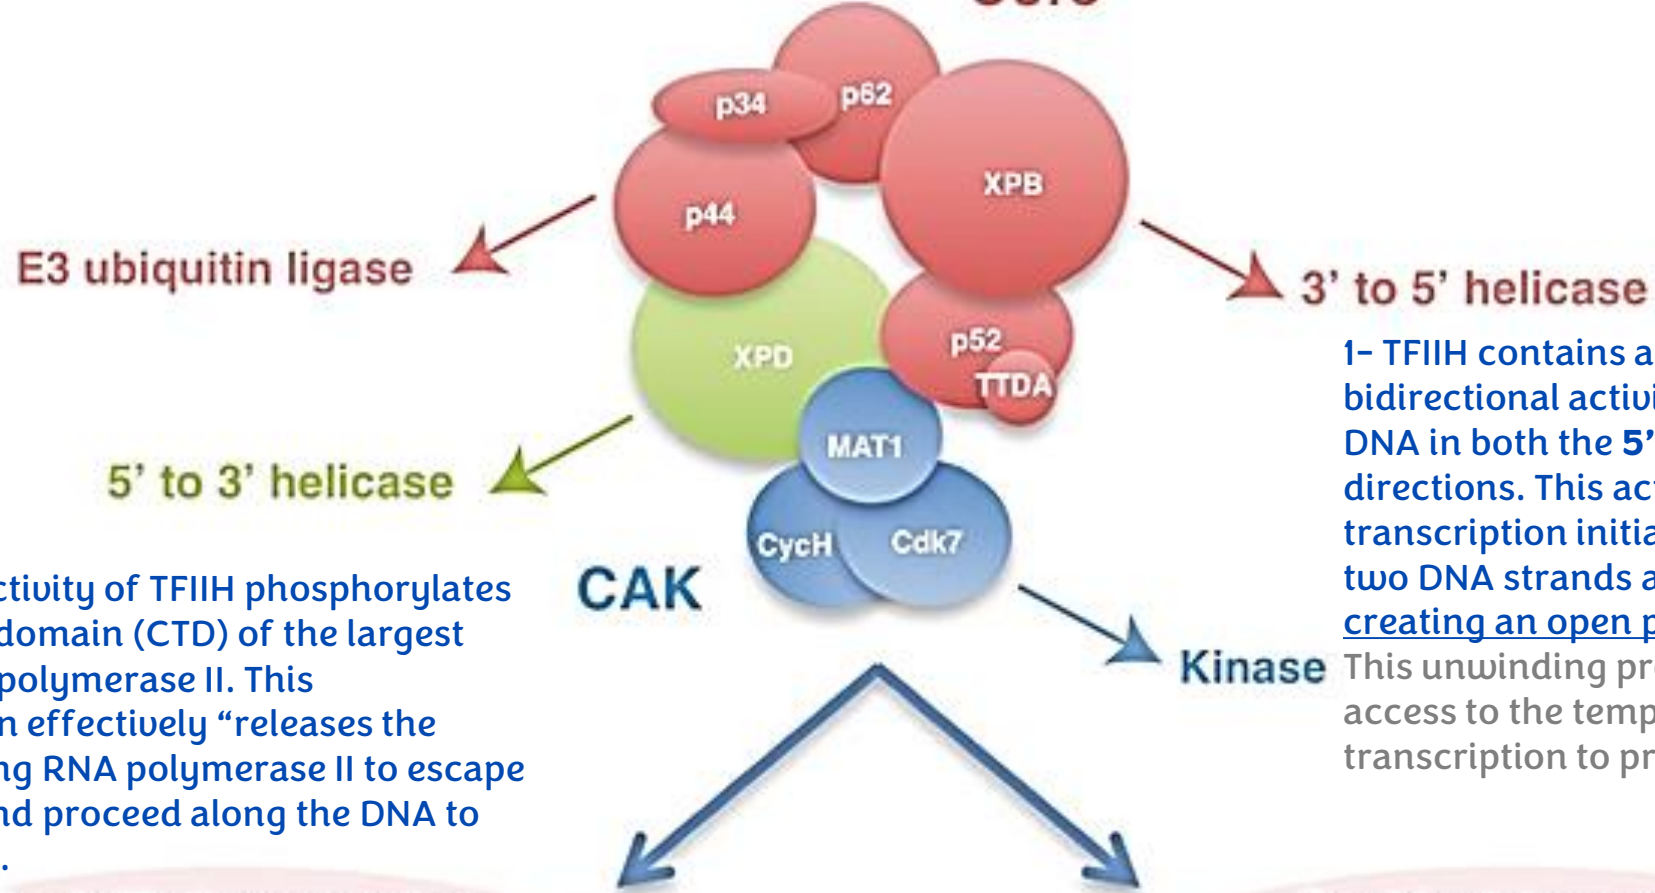 p34
p62
XPB
p44
E3 ubiquitin ligase
3’ to 5’ helicase
p52
XPD
TTDA
1- TFIIH contains a
bidirectional activi
DNA in both the 5’
directions. This act
transcription initia
two DNA strands a
creating an open p
This unwinding pr
access to the temp
transcription to pr
MAT1
5’ to 3’ helicase
CycH
Cdk7
CAK
Kinase
ctivity of TFIIH phosphorylates
domain (CTD) of the largest
polymerase II. This
n effectively “releases the
ng RNA polymerase II to escape
nd proceed along the DNA to
.